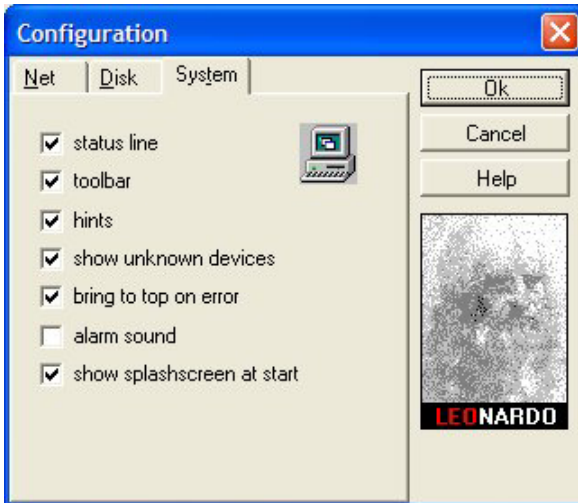 Configuration
Net Disk System
Ok
Cancel
Help
status line
toolbar
hints
show unknown devices
bring to top on error
alarm sound
show splashscreen at start
LEONARDO